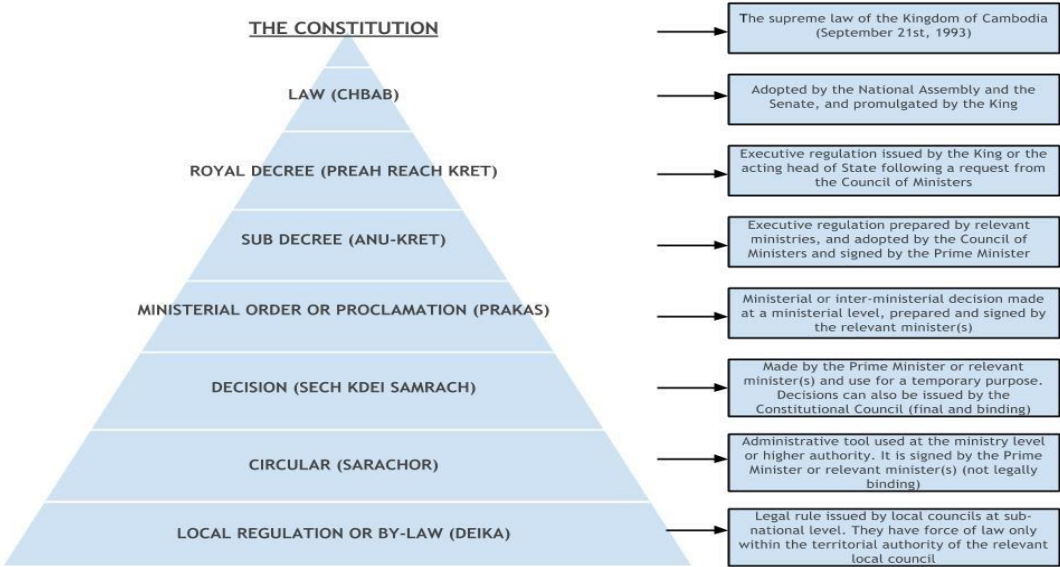 THE CONSTITUTION
The supreme law of the Kingdom of Cambodia
(September 21st, 1993)
LAW (CHBAB)
Adopted by the National Assembly and the
Senate, and promulgated by the King
ROYAL DECREE (PREAH REACH KRET)
Executive regulation issued by the King or the
acting head of State following a request from
the Council of Ministers
SUB DECREE (ANU-KRET)
Executive regulation prepared by relevant
ministries, and adopted by the Council of
Ministers and signed by the Prime Minister
MINISTERIAL ORDER OR PROCLAMATION (PRAKAS)
Ministerial or inter-ministerial decision made
at a ministerial level, prepared and signed by
the relevant minister(s)
DECISION (SECH KDEI SAMRACH)
Made by the Prime Minister or relevant
minister(s) and use for a temporary purpose.
Decisions can also be issued by the
Constitutional Council (final and binding)
CIRCULAR (SARACHOR)
Administrative tool used at the ministry level
or higher authority. It is signed by the Prime
Minister or relevant minister(s) (not legally
binding)
LOCAL REGULATION OR BY-LAW (DEIKA)
Legal rule issued by local councils at sub-
national level. They have force of law only
within the territorial authority of the relevant
local council